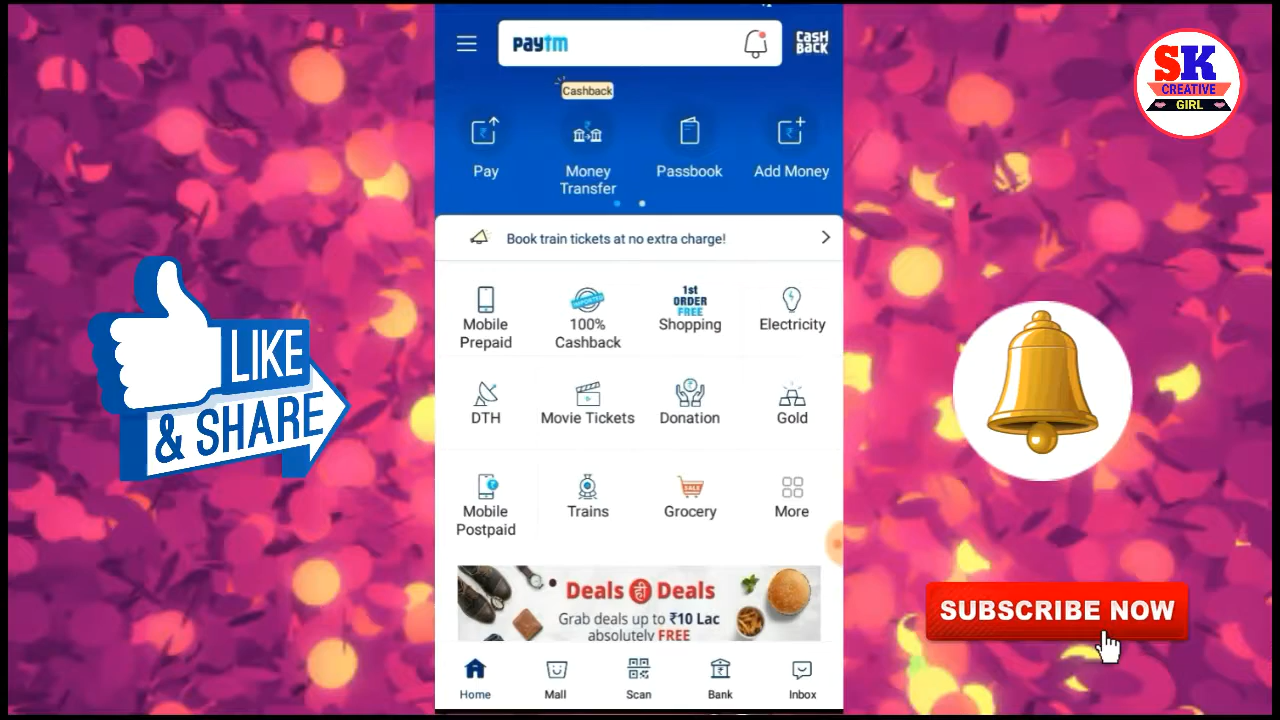 paytm
CASH
BACK
SK
CREATIVE
GIRL
Cashback
Pay
Money
Transfer
Passbook
Add Money
Book train tickets at no extra charge!
Mobile
Prepaid
IMPORTED
100%
Cashback
1st
ORDER
FREE
Shopping
Electricity
DTH
Movie Tickets
Donation
Gold
Mobile
Postpaid
Trains
SALE
Grocery
More
LIKE
& SHARE
Deals ही Deals
Grab deals up to ₹10 Lac
absolutely FREE
SUBSCRIBE NOW
Home
Mall
Scan
Bank
Inbox